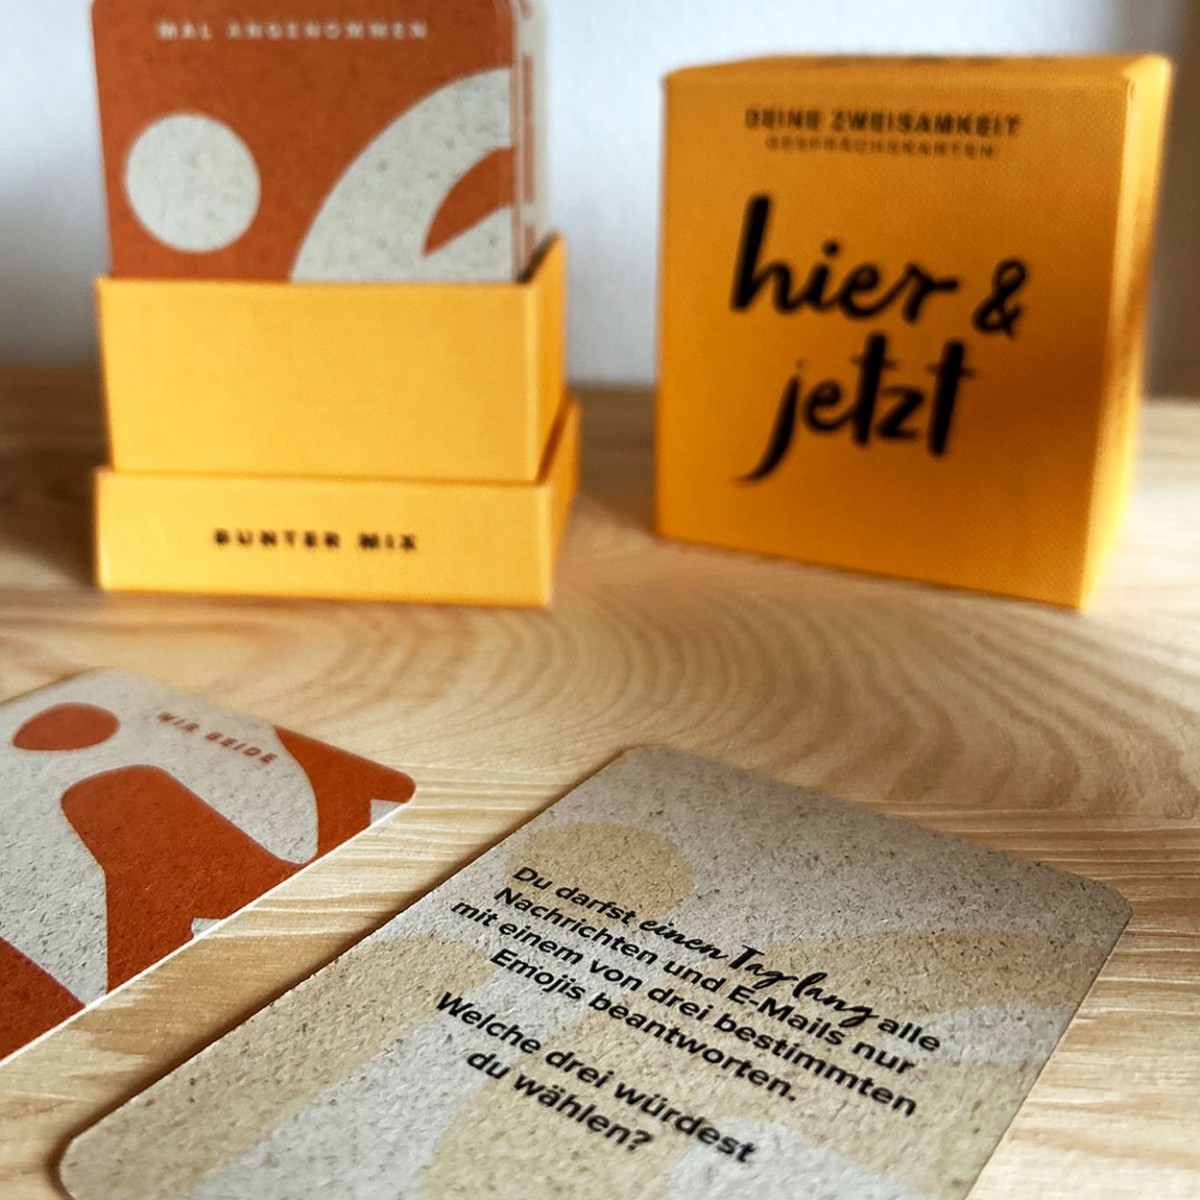 MAL ANGENOMMEN
BUNTER MIX
DEINE ZWEISAMKEIT
GESPRÄCHSKARTEN
hier &
jetzt
WIR BEIDE
Du darfst einen Tag lang alle
Nachrichten und E-Mails nur
mit einem von drei bestimmten
Emojis beantworten.
Welche drei würdest
du wählen?